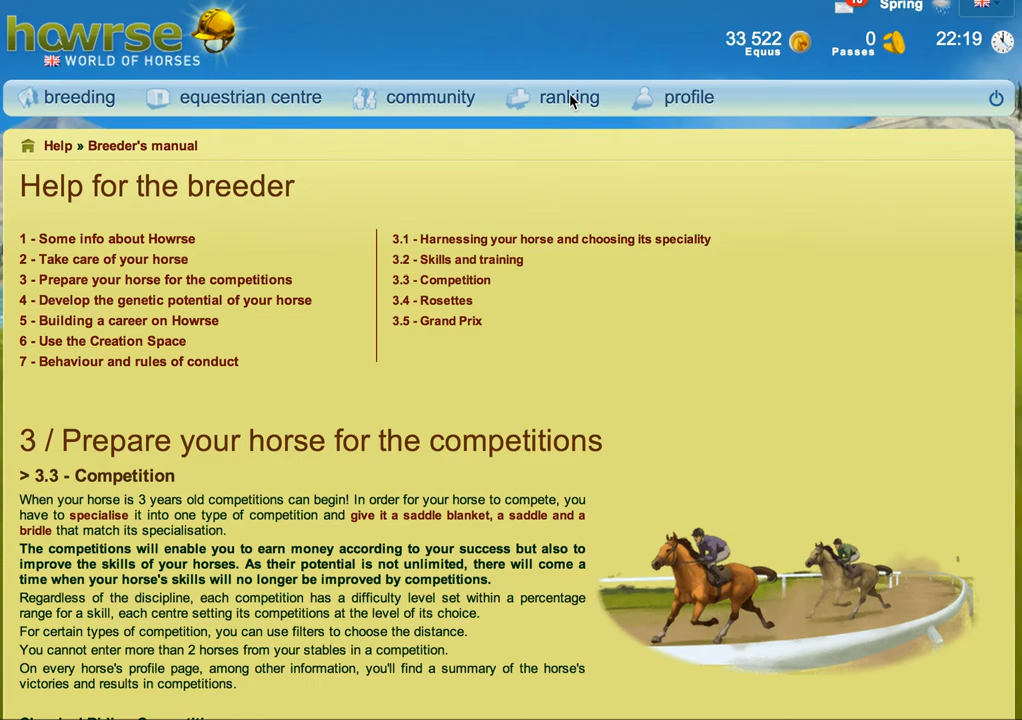 howrse
WORLD OF HORSES
Spring
33 522
Equus
0
Passes
22:19
breeding
equestrian centre
community
ranking
profile
Help » Breeder's manual
Help for the breeder
1 - Some info about Howrse
2 - Take care of your horse
3 - Prepare your horse for the competitions
4 - Develop the genetic potential of your horse
5 - Building a career on Howrse
6 - Use the Creation Space
7 - Behaviour and rules of conduct
3.1 - Harnessing your horse and choosing its speciality
3.2 - Skills and training
3.3 - Competition
3.4 - Rosettes
3.5 - Grand Prix
3 / Prepare your horse for the competitions
> 3.3 - Competition
When your horse is 3 years old competitions can begin! In order for your horse to compete, you
have to specialise it into one type of competition and give it a saddle blanket, a saddle and a
bridle that match its specialisation.
The competitions will enable you to earn money according to your success but also to
improve the skills of your horses. As their potential is not unlimited, there will come a
time when your horse's skills will no longer be improved by competitions.
Regardless of the discipline, each competition has a difficulty level set within a percentage
range for a skill, each centre setting its competitions at the level of its choice.
For certain types of competition, you can use filters to choose the distance.
You cannot enter more than 2 horses from your stables in a competition.
On every horse's profile page, among other information, you'll find a summary of the horse's
victories and results in competitions.